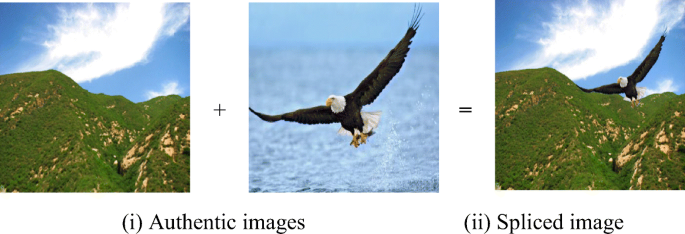 + =
(i) Authentic images (ii) Spliced image